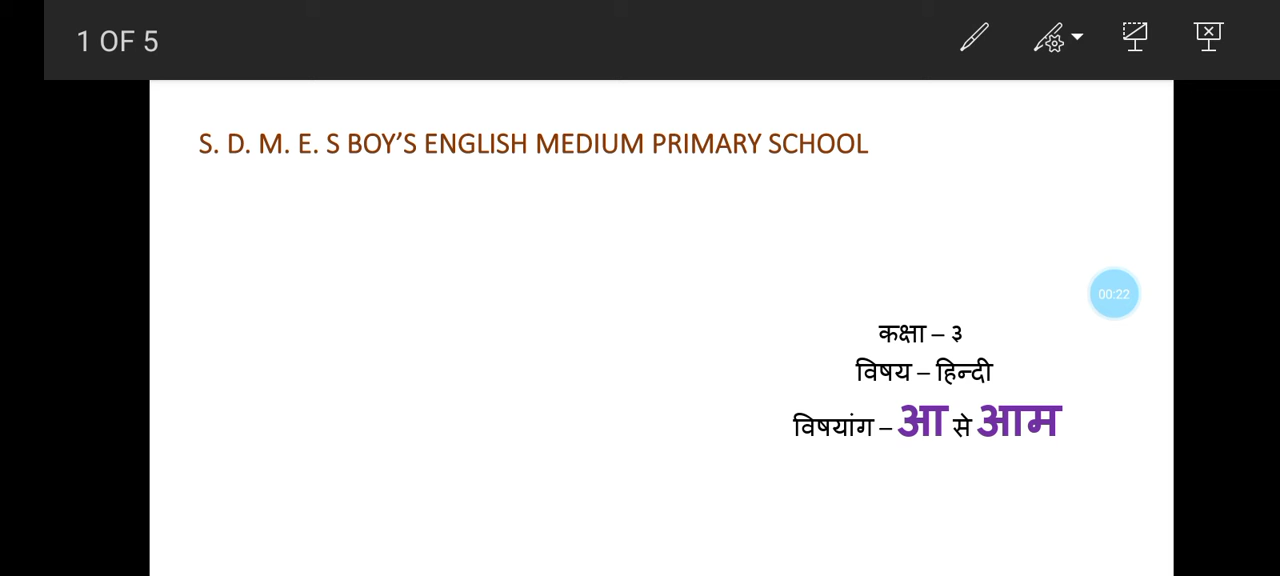 1 OF 5
S. D. M. E. S BOY’S ENGLISH MEDIUM PRIMARY SCHOOL
00:22
कक्षा – ३
विषय – हिन्दी
विषयांग – आ से आम